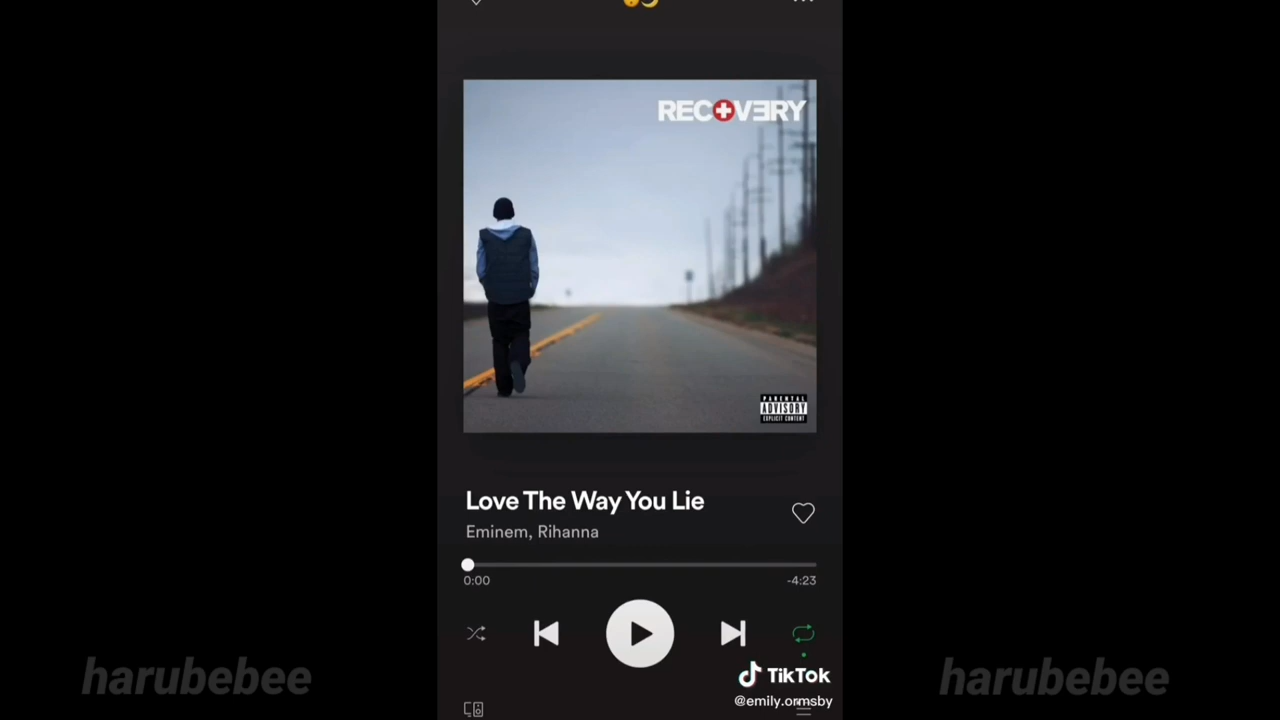 RECOVERY
PARENTAL
ADVISORY
EXPLICIT CONTENT
Love The Way You Lie
Eminem, Rihanna
0:00
-4:23
harubebee
harubebee
TikTok
@emily.ormsby